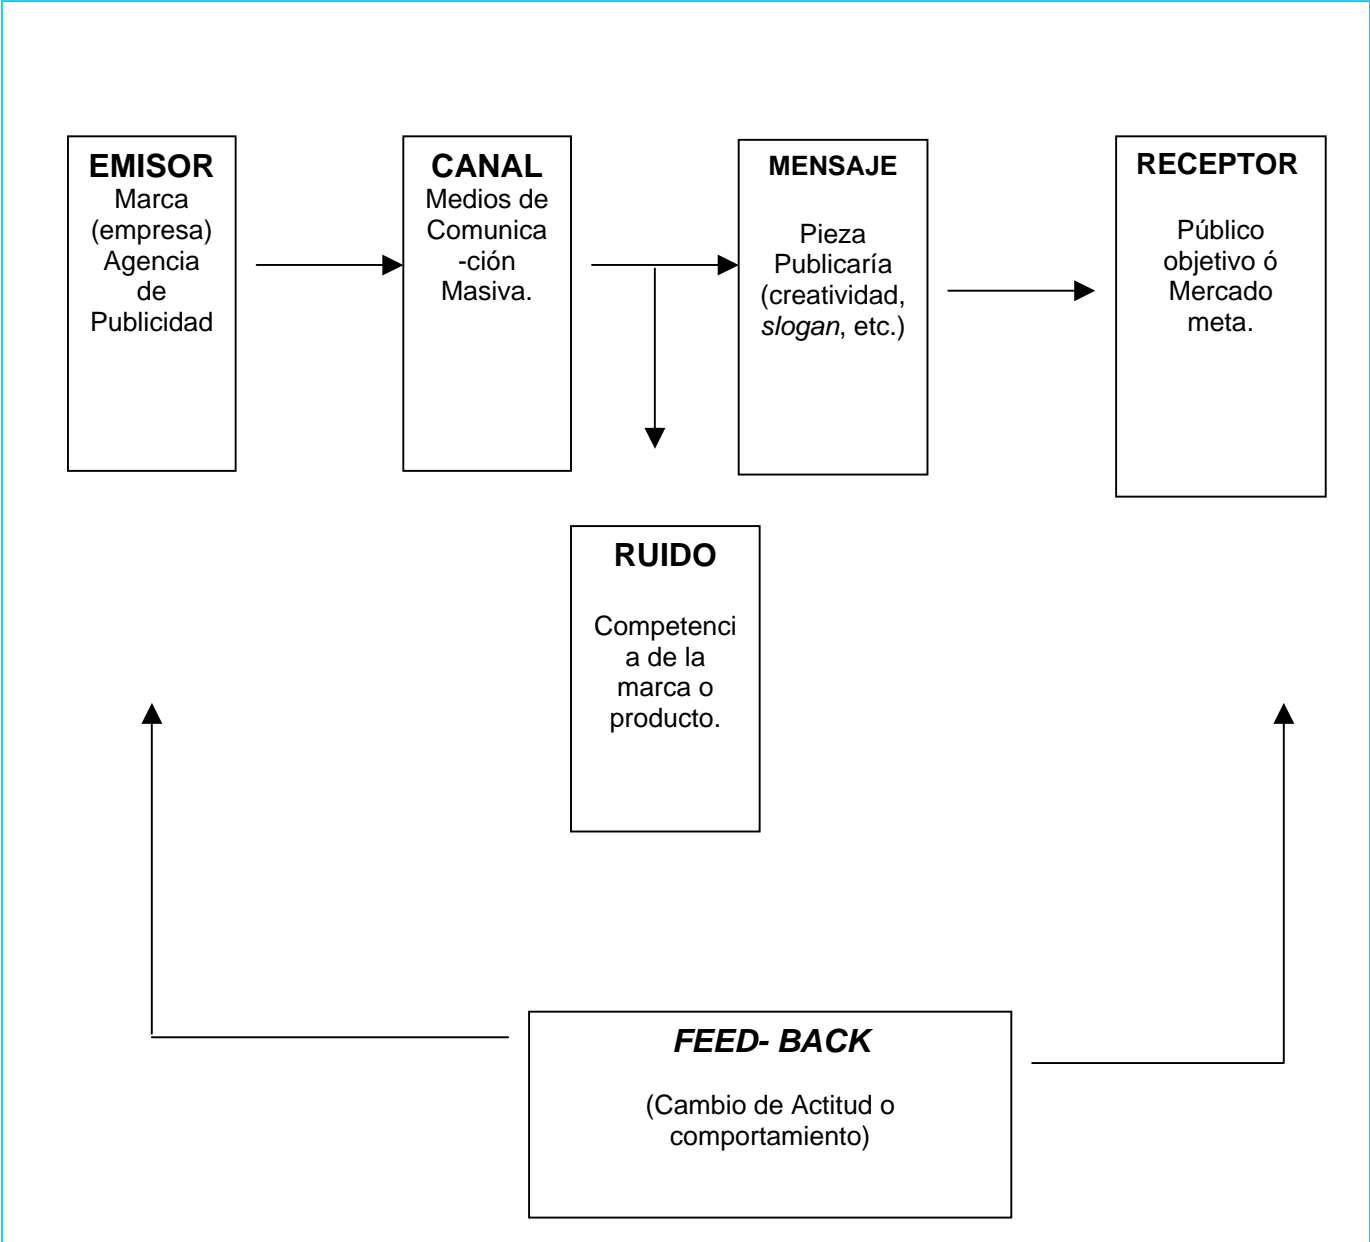 EMISOR
Marca
(empresa)
Agencia
de
Publicidad
CANAL
Medios de
Comunica
-ción
Masiva.
MENSAJE
Pieza
Publicaría
(creatividad,
slogan, etc.)
RECEPTOR
Público
objetivo ó
Mercado
meta.
RUIDO
Competenci
a de la
marca o
producto.
FEED- BACK
(Cambio de Actitud o
comportamiento)